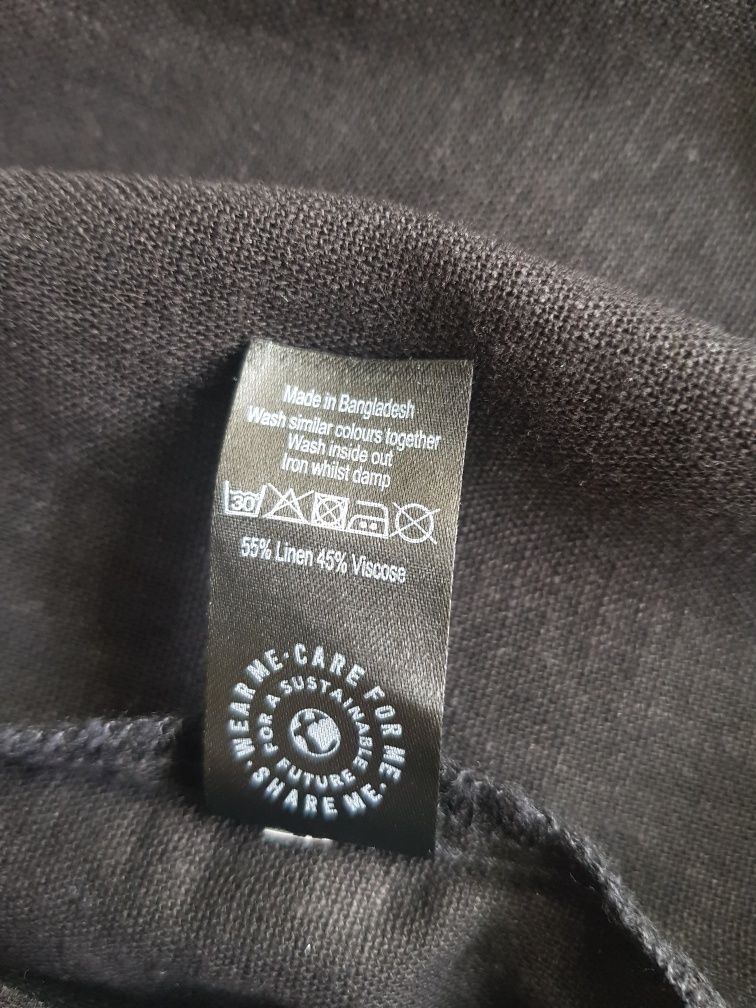 Made in Bangladesh
Wash similar colours together
Wash inside out
Iron whilst damp
30
55% Linen 45% Viscose
WEAR ME · CARE FOR ME · SHARE ME ·
FOR A SUSTAINABLE FUTURE